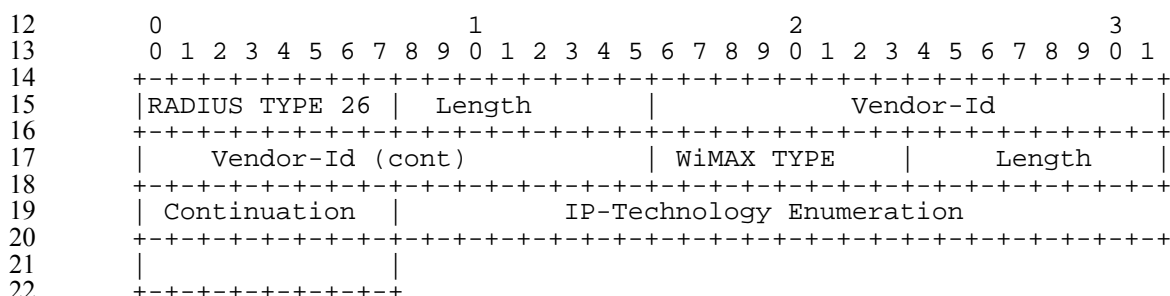 12 0 1 2 3
13 0 1 2 3 4 5 6 7 8 9 0 1 2 3 4 5 6 7 8 9 0 1 2 3 4 5 6 7 8 9 0 1
14 +-+-+-+-+-+-+-+-+-+-+-+-+-+-+-+-+-+-+-+-+-+-+-+-+-+-+-+-+-+-+-+-+
15 |RADIUS TYPE 26 | Length | Vendor-Id |
16 +-+-+-+-+-+-+-+-+-+-+-+-+-+-+-+-+-+-+-+-+-+-+-+-+-+-+-+-+-+-+-+-+
17 | Vendor-Id (cont) | WiMAX TYPE | Length |
18 +-+-+-+-+-+-+-+-+-+-+-+-+-+-+-+-+-+-+-+-+-+-+-+-+-+-+-+-+-+-+-+-+
19 | Continuation | IP-Technology Enumeration
20 +-+-+-+-+-+-+-+-+-+-+-+-+-+-+-+-+-+-+-+-+-+-+-+-+-+-+-+-+-+-+-+-+
21 | |
22 +-+-+-+-+-+-+-+-+